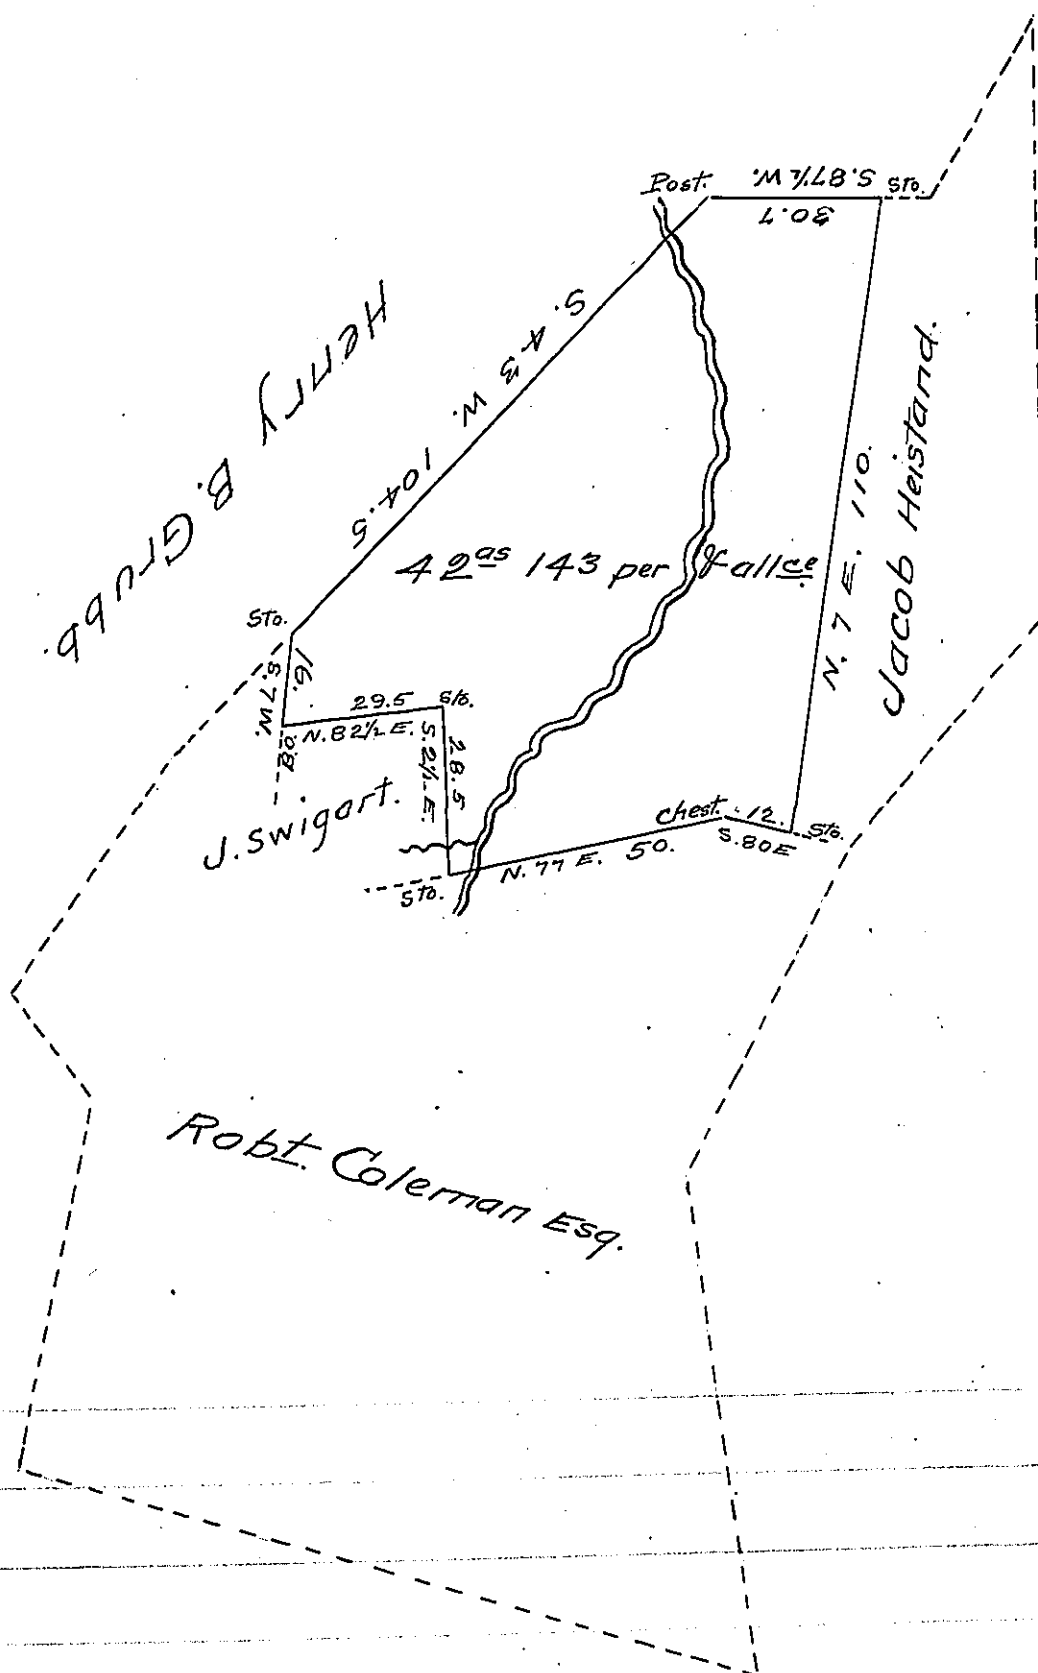 Post.
S. 87½ W.
30.7
Sto.
S. 43 W. 104.5
Henry B. Grubb.
N. 7 E. 110.
Jacob Heistand.
42as 143 per & allce
Sto.
16.
S. 7 W.
29.5
Sto.
N. 82½ E.
B.O.
28.5
S. 2½ E.
J. Swigart.
Chest.
12.
S. 80 E
Sto.
N. 77 E. 50.
Sto.
Robt. Coleman Esq.